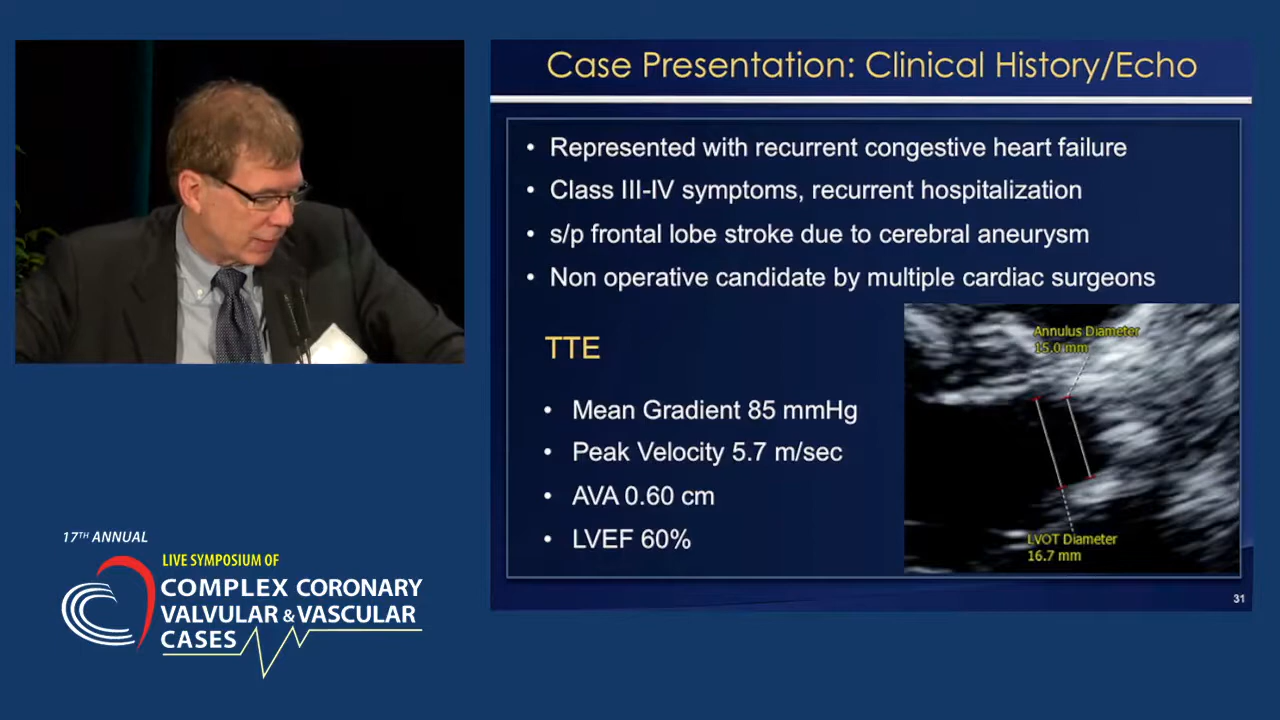 Case Presentation: Clinical History/Echo
• Represented with recurrent congestive heart failure
• Class III-IV symptoms, recurrent hospitalization
• s/p frontal lobe stroke due to cerebral aneurysm
• Non operative candidate by multiple cardiac surgeons
TTE
• Mean Gradient 85 mmHg
• Peak Velocity 5.7 m/sec
• AVA 0.60 cm
• LVEF 60%
Annulus Diameter
15.0 mm
LVOT Diameter
16.7 mm
31
17TH ANNUAL
LIVE SYMPOSIUM OF
COMPLEX CORONARY
VALVULAR & VASCULAR
CASES